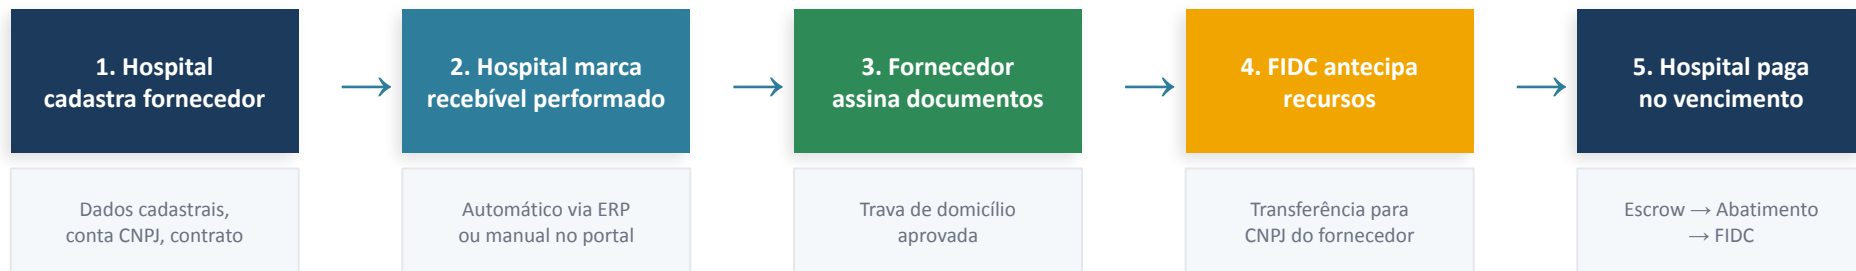 1. Hospital
cadastra fornecedor
→
2. Hospital marca
recebível performado
→
3. Fornecedor
assina documentos
→
4. FIDC antecipa
recursos
→
5. Hospital paga
no vencimento
Dados cadastrais,
conta CNPJ, contrato
Automático via ERP
ou manual no portal
Trava de domicílio
aprovada
Transferência para
CNPJ do fornecedor
Escrow → Abatimento
→ FIDC